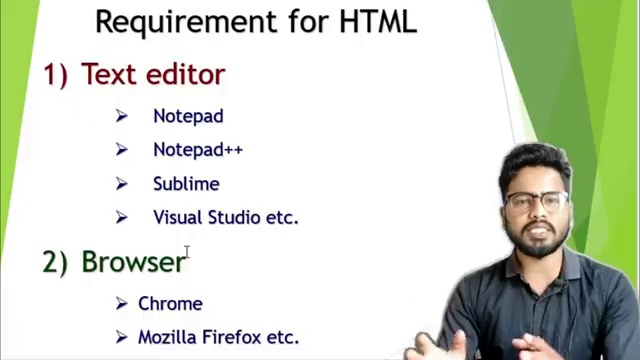 Requirement for HTML
1) Text editor
Notepad
Notepad++
Sublime
Visual Studio etc.
2) Browser
Chrome
Mozilla Firefox etc.